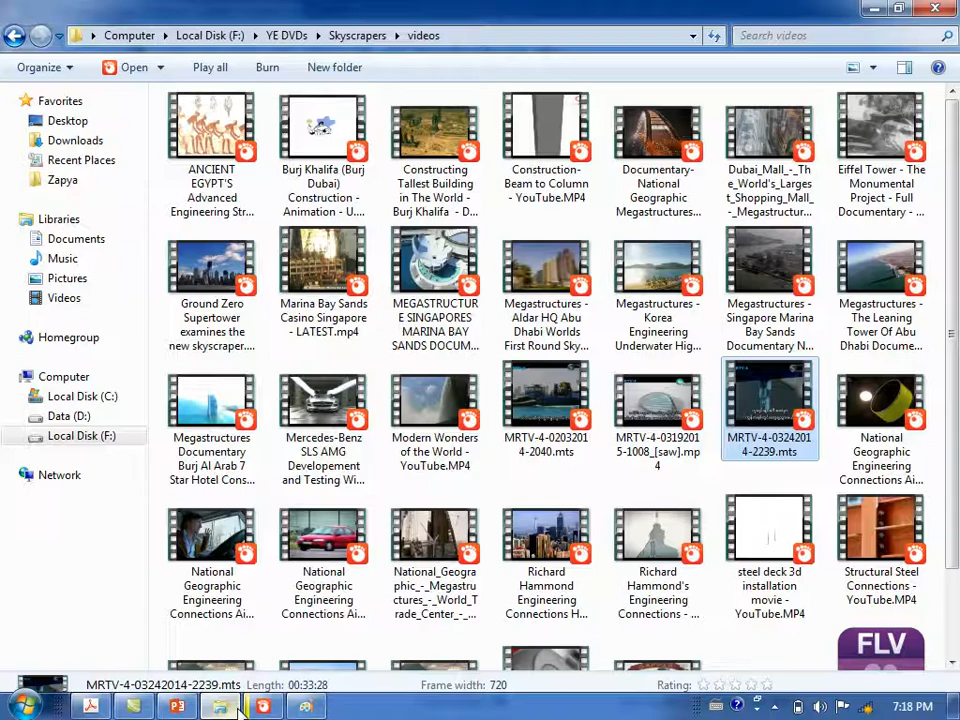 Computer
Local Disk (F:)
YE DVDs
Skyscrapers
videos
Search videos
Organize
Open
Play all
Burn
New folder
Favorites
Desktop
Downloads
Recent Places
Zapya
Libraries
Documents
Music
Pictures
Videos
Homegroup
Computer
Local Disk (C:)
Data (D:)
Local Disk (F:)
Network
ANCIENT
EGYPT'S
Advanced
Engineering Str...
Burj Khalifa (Burj
Dubai)
Construction -
Animation - U....
Constructing
Tallest Building
in The World -
Burj Khalifa - D...
Construction-
Beam to Column
- YouTube.MP4
Documentary-
National
Geographic
Megastructures...
Dubai_Mall_-_Th
e_World's_Larges
t_Shopping_Mall_
-_Megastructur...
Eiffel Tower - The
Monumental
Project - Full
Documentary - ...
Ground Zero
Supertower
examines the
new skyscraper....
Marina Bay Sands
Casino Singapore
- LATEST.mp4
MEGASTRUCTUR
E SINGAPORES
MARINA BAY
SANDS DOCUM...
Megastructures -
Aldar HQ Abu
Dhabi Worlds
First Round Sky...
Megastructures -
Korea
Engineering
Underwater Hig...
Megastructures -
Singapore Marina
Bay Sands
Documentary N...
Megastructures -
The Leaning
Tower Of Abu
Dhabi Docume...
Megastructures
Documentary
Burj Al Arab 7
Star Hotel Cons...
Mercedes-Benz
SLS AMG
Developement
and Testing Wi...
Modern Wonders
of the World -
YouTube.MP4
MRTV-4-0203201
4-2040.mts
MRTV-4-0319201
5-1008_[saw].mp
4
MRTV-4-0324201
4-2239.mts
National
Geographic
Engineering
Connections Ai...
National
Geographic
Engineering
Connections Ai...
National
Geographic
Engineering
Connections Ai...
National_Geogra
phic_-_Megastru
ctures_-_World_T
rade_Center_-_...
Richard
Hammond
Engineering
Connections H...
Richard
Hammond's
Engineering
Connections - ...
steel deck 3d
installation
movie -
YouTube.MP4
Structural Steel
Connections -
YouTube.MP4
FLV
MRTV-4-03242014-2239.mts
Length: 00:33:28
Frame width: 720
Rating:
7:18 PM